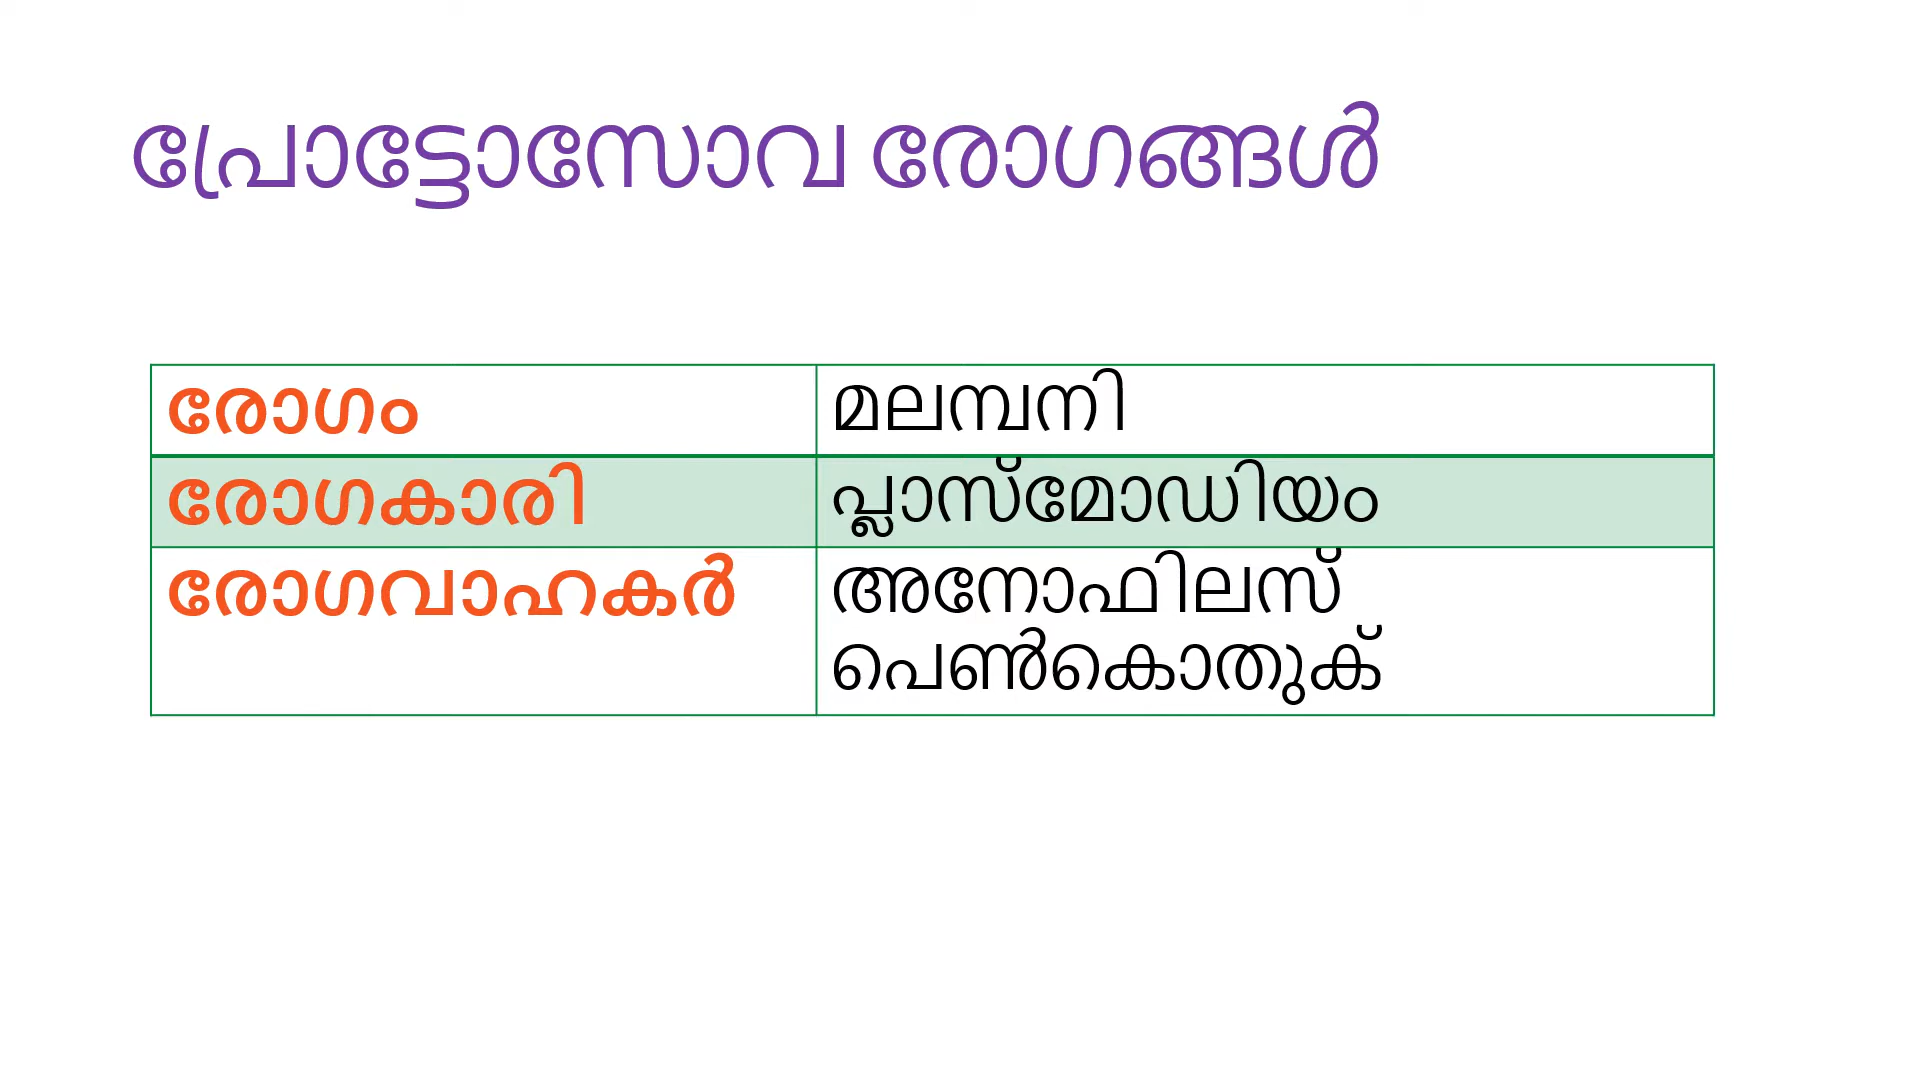 പ്രോട്ടോസോവ രോഗങ്ങൾ
രോഗം
മലമ്പനി
രോഗകാരി
പ്ലാസ്മോഡിയം
രോഗവാഹകർ
അനോഫിലസ്
പെൺകൊതുക്